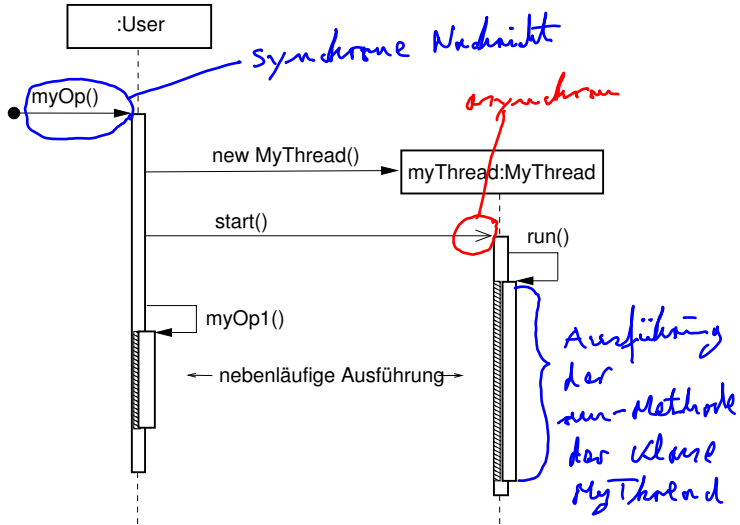 :User
synchrone Nachricht
myOp()
asynchron
new MyThread()
myThread:MyThread
start()
run()
myOp1()
nebenläufige Ausführung
Ausführung
der
run-Methode
der Klasse
MyThread